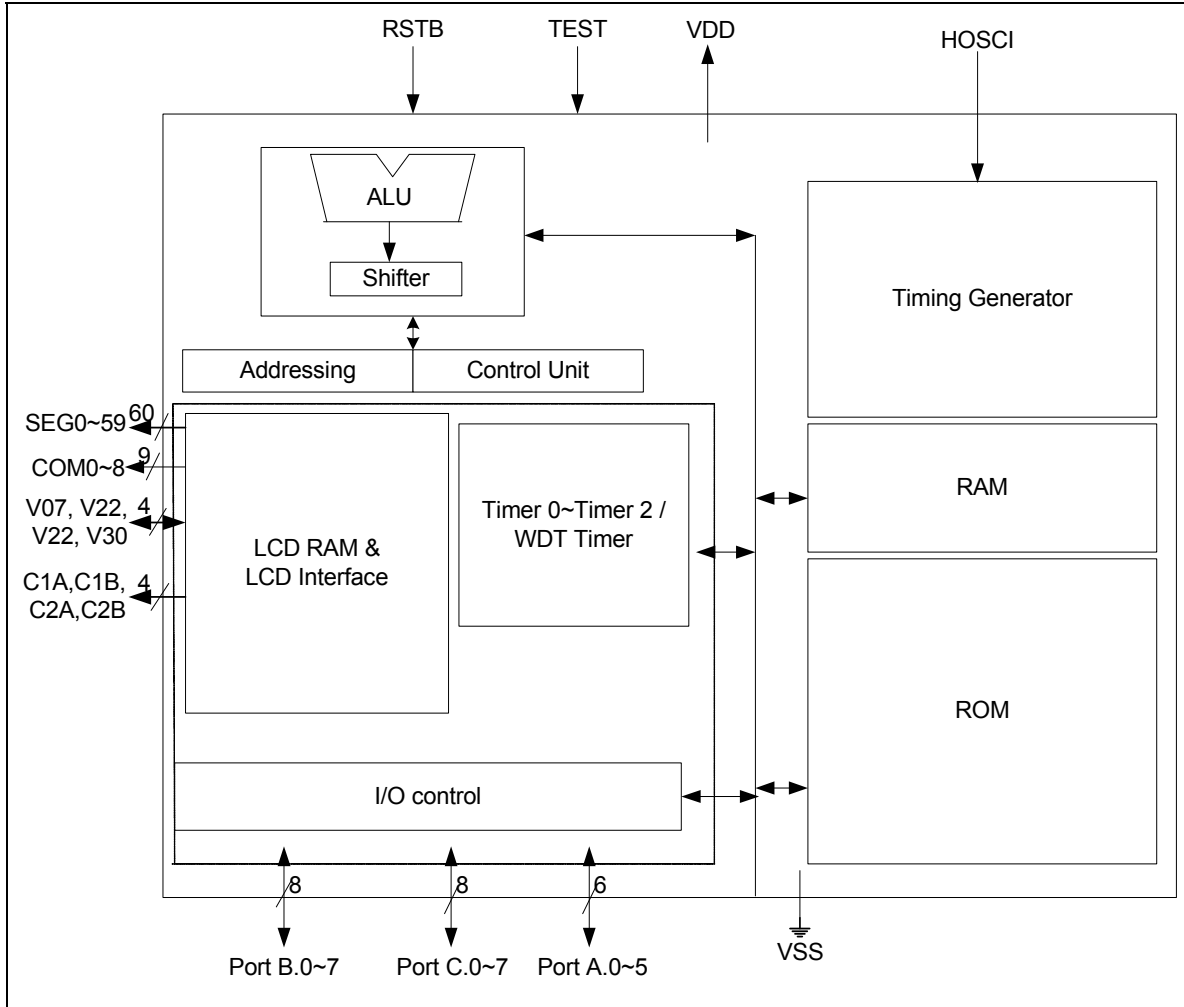 RSTB
TEST
VDD
HOSCI
ALU
Shifter
Timing Generator
Addressing
Control Unit
SEG0~59
60
COM0~8
9
V07, V22,
V22, V30
4
C1A,C1B,
C2A,C2B
4
LCD RAM &
LCD Interface
Timer 0~Timer 2 /
WDT Timer
RAM
ROM
I/O control
8
8
6
Port B.0~7
Port C.0~7
Port A.0~5
VSS